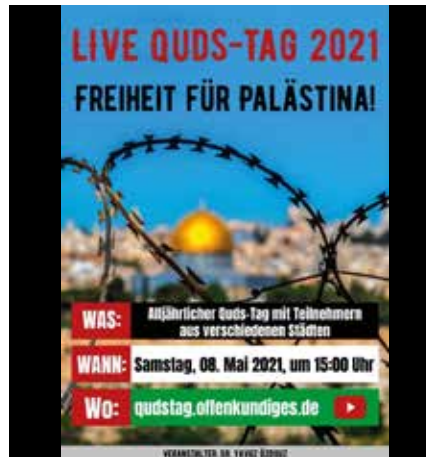 LIVE QUDS-TAG 2021
FREIHEIT FÜR PALÄSTINA!
WAS: Alljährlicher Quds-Tag mit Teilnehmern
aus verschiedenen Städten
WANN: Samstag, 08. Mai 2021, um 15:00 Uhr
Wo: qudstag.offenkundiges.de
VERANSTALTER: DR. YAVUZ ÖZOGUZ